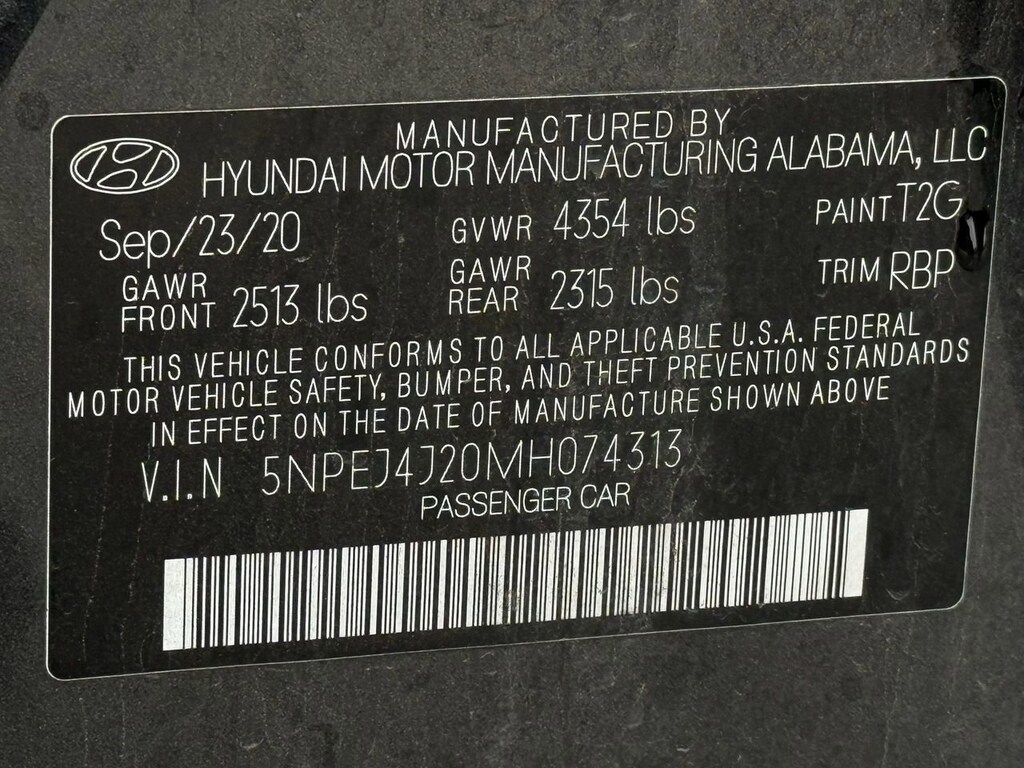 MANUFACTURED BY
HYUNDAI MOTOR MANUFACTURING ALABAMA, LLC
Sep/23/20 GVWR 4354 lbs PAINT T2G
GAWR FRONT 2513 lbs GAWR REAR 2315 lbs TRIM RBP
THIS VEHICLE CONFORMS TO ALL APPLICABLE U.S.A. FEDERAL
MOTOR VEHICLE SAFETY, BUMPER, AND THEFT PREVENTION STANDARDS
IN EFFECT ON THE DATE OF MANUFACTURE SHOWN ABOVE
V.I.N 5NPEJ4J20MH074313
PASSENGER CAR